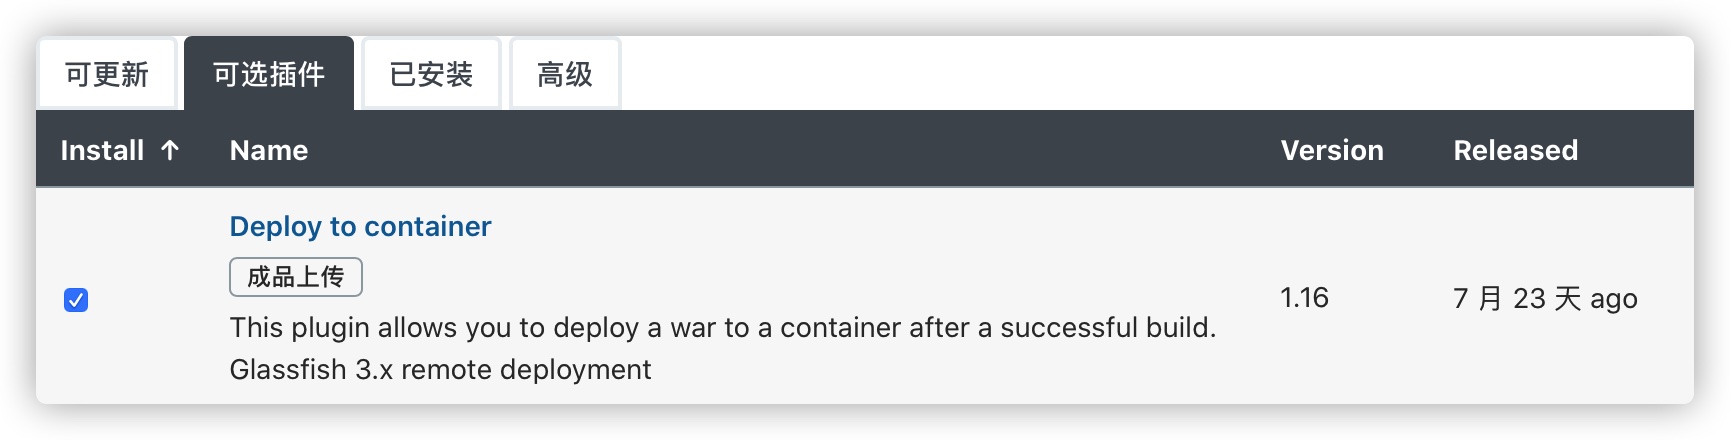 可更新 可选插件 已安装 高级
Install ↑ Name Version Released
Deploy to container
成品上传
This plugin allows you to deploy a war to a container after a successful build.
Glassfish 3.x remote deployment
1.16
7 月 23 天 ago